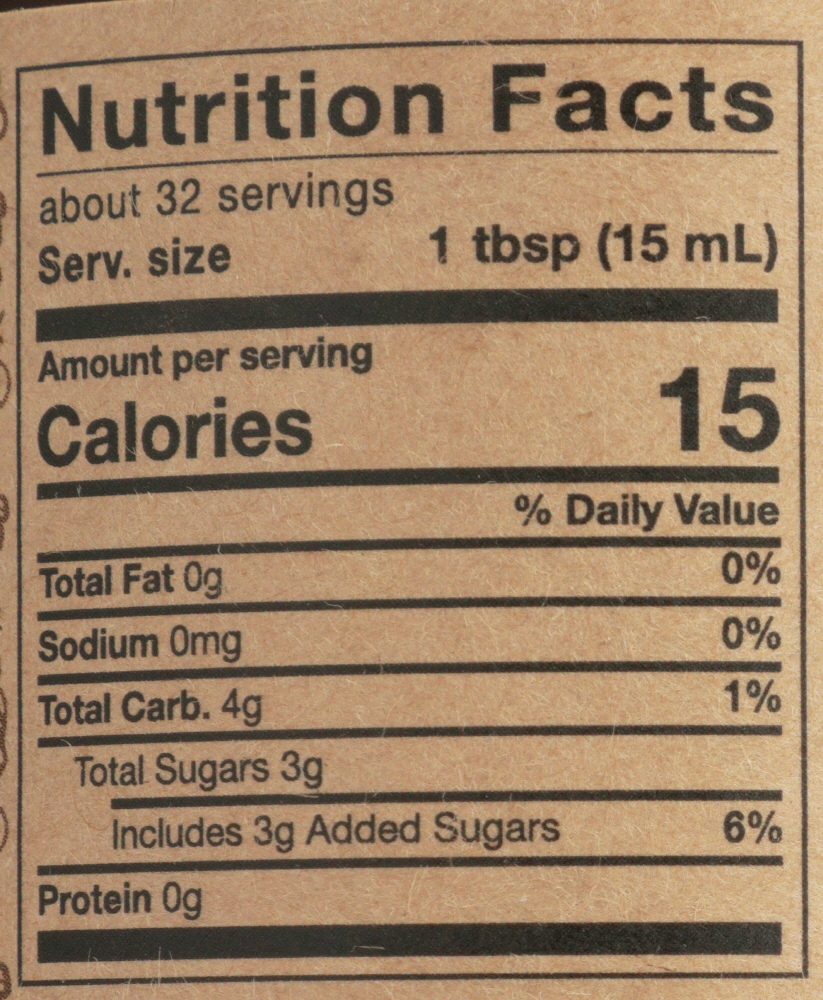 Nutrition Facts
about 32 servings
Serv. size 1 tbsp (15 mL)
Amount per serving
Calories 15
% Daily Value
Total Fat 0g 0%
Sodium 0mg 0%
Total Carb. 4g 1%
Total Sugars 3g
Includes 3g Added Sugars 6%
Protein 0g